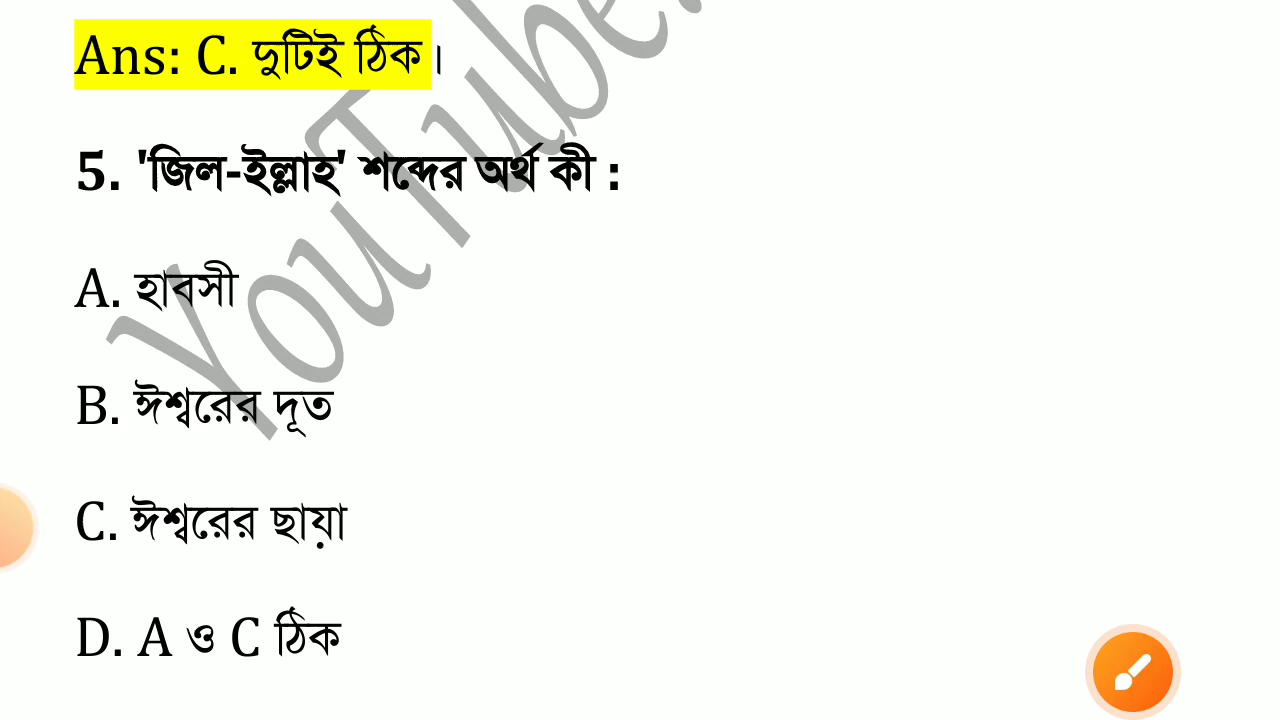 Ans: C. দুটিই ঠিক।
5. 'জিল-ইল্লাহ' শব্দের অর্থ কী :
A. হাবসী
B. ঈশ্বরের দূত
C. ঈশ্বরের ছায়া
D. A ও C ঠিক
YouTube